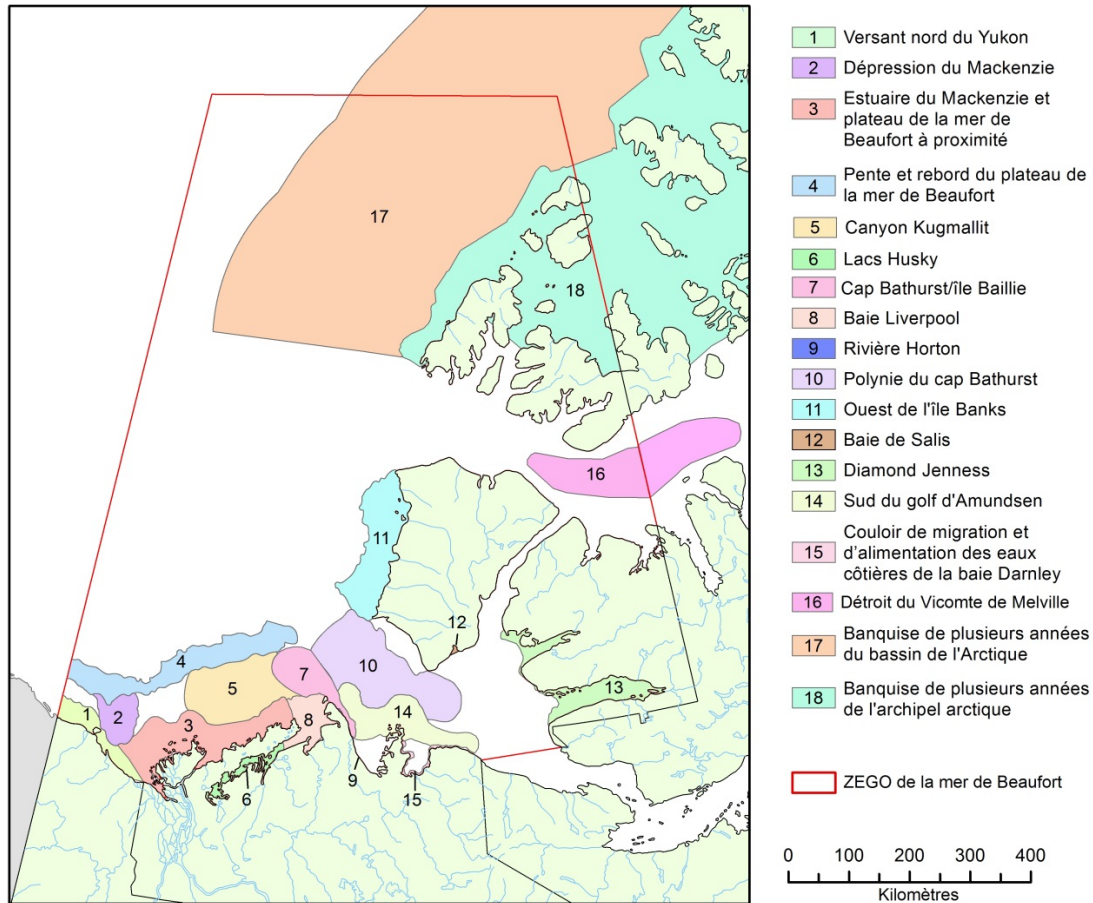 17
18
16
11
12
10
13
4
7
5
14
1
2
3
8
9
6
15
1 Versant nord du Yukon
2 Dépression du Mackenzie
3 Estuaire du Mackenzie et
plateau de la mer de
Beaufort à proximité
4 Pente et rebord du plateau de
la mer de Beaufort
5 Canyon Kugmallit
6 Lacs Husky
7 Cap Bathurst/île Baillie
8 Baie Liverpool
9 Rivière Horton
10 Polynie du cap Bathurst
11 Ouest de l'île Banks
12 Baie de Salis
13 Diamond Jenness
14 Sud du golf d'Amundsen
15 Couloir de migration et
d'alimentation des eaux
côtières de la baie Darnley
16 Détroit du Vicomte de Melville
17 Banquise de plusieurs années
du bassin de l'Arctique
18 Banquise de plusieurs années
de l'archipel arctique
ZEGO de la mer de Beaufort
0 100 200 300 400
Kilomètres